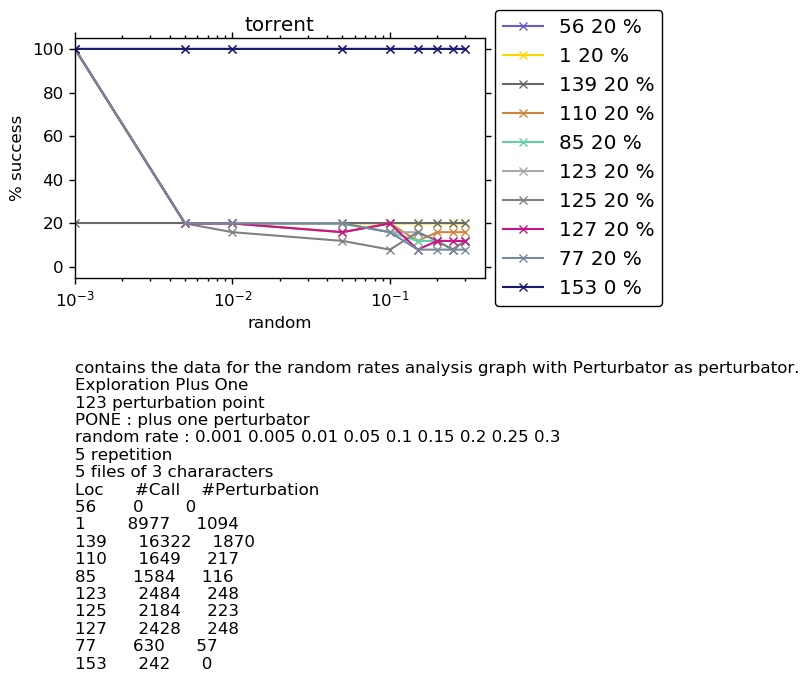 torrent
100
80
60
40
20
0
% success
10⁻³
10⁻²
10⁻¹
random
56 20 %
1 20 %
139 20 %
110 20 %
85 20 %
123 20 %
125 20 %
127 20 %
77 20 %
153 0 %
contains the data for the random rates analysis graph with Perturbator as perturbator.
Exploration Plus One
123 perturbation point
PONE : plus one perturbator
random rate : 0.001 0.005 0.01 0.05 0.1 0.15 0.2 0.25 0.3
5 repetition
5 files of 3 chararacters
Loc #Call #Perturbation
56 0 0
1 8977 1094
139 16322 1870
110 1649 217
85 1584 116
123 2484 248
125 2184 223
127 2428 248
77 630 57
153 242 0